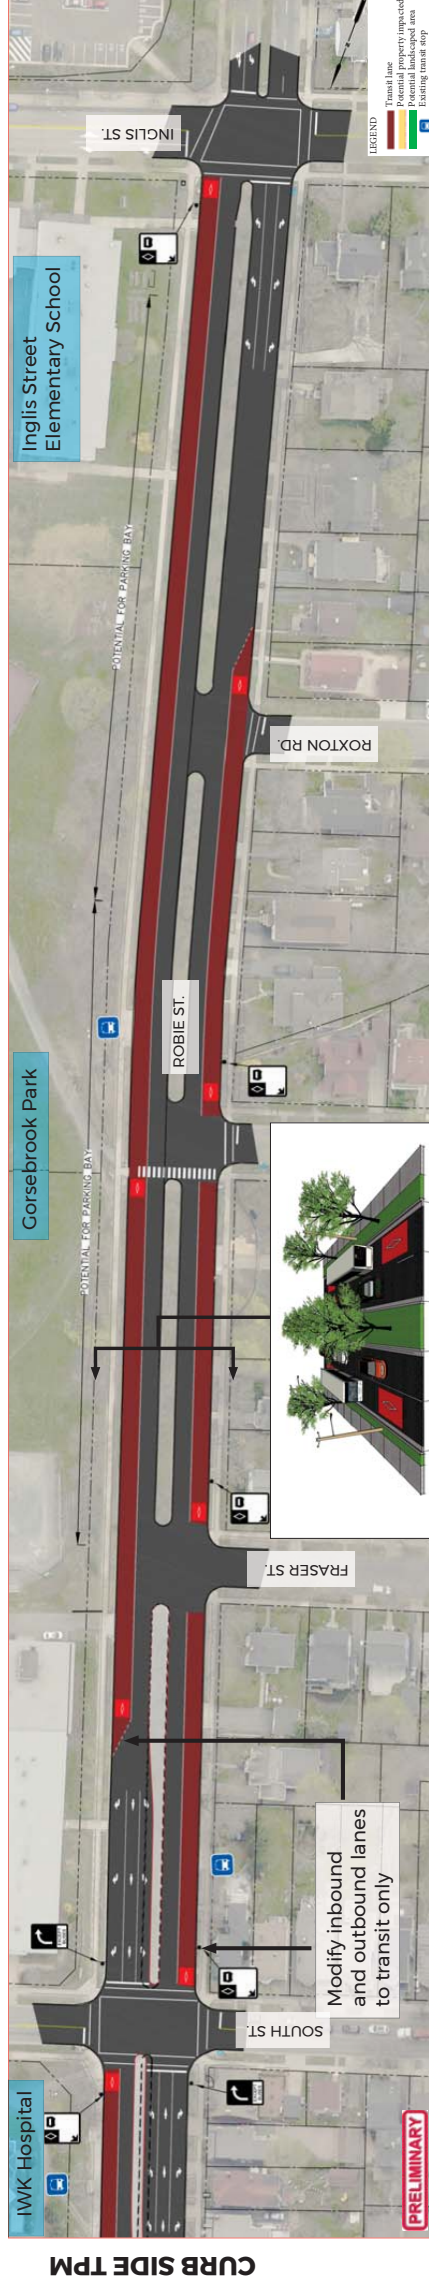 CURB SIDE TPM
IWK Hospital
Gorsebrook Park
Inglis Street
Elementary School
POTENTIAL FOR PARKING BAY
POTENTIAL FOR PARKING BAY
SOUTH ST.
FRASER ST.
ROBIE ST.
ROXTON RD.
INGLIS ST.
Modify inbound
and outbound lanes
to transit only
PRELIMINARY
LEGEND
Transit lane
Potential property impacted
Potential landscaped area
Existing transit stop